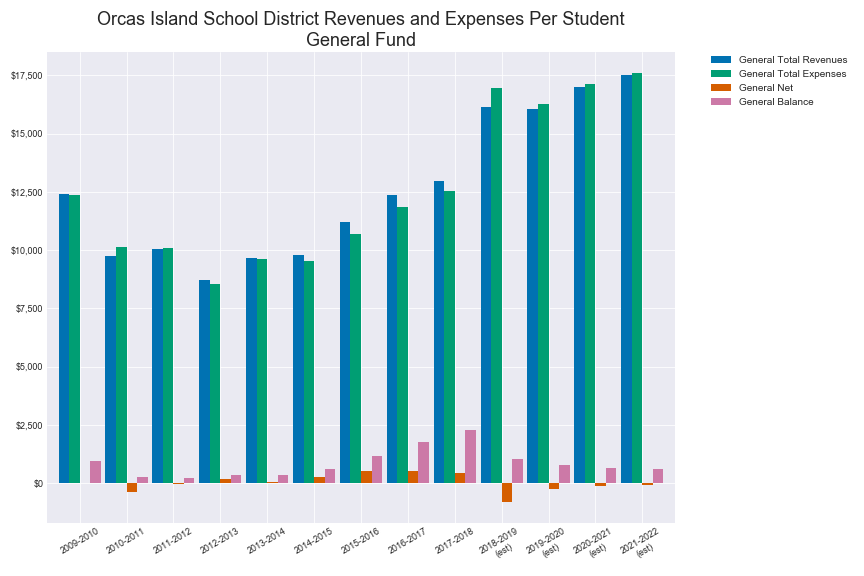 Orcas Island School District Revenues and Expenses Per Student
General Fund
General Total Revenues
General Total Expenses
General Net
General Balance
$17,500
$15,000
$12,500
$10,000
$7,500
$5,000
$2,500
$0
2009-2010
2010-2011
2011-2012
2012-2013
2013-2014
2014-2015
2015-2016
2016-2017
2017-2018
2018-2019
(est)
2019-2020
(est)
2020-2021
(est)
2021-2022
(est)